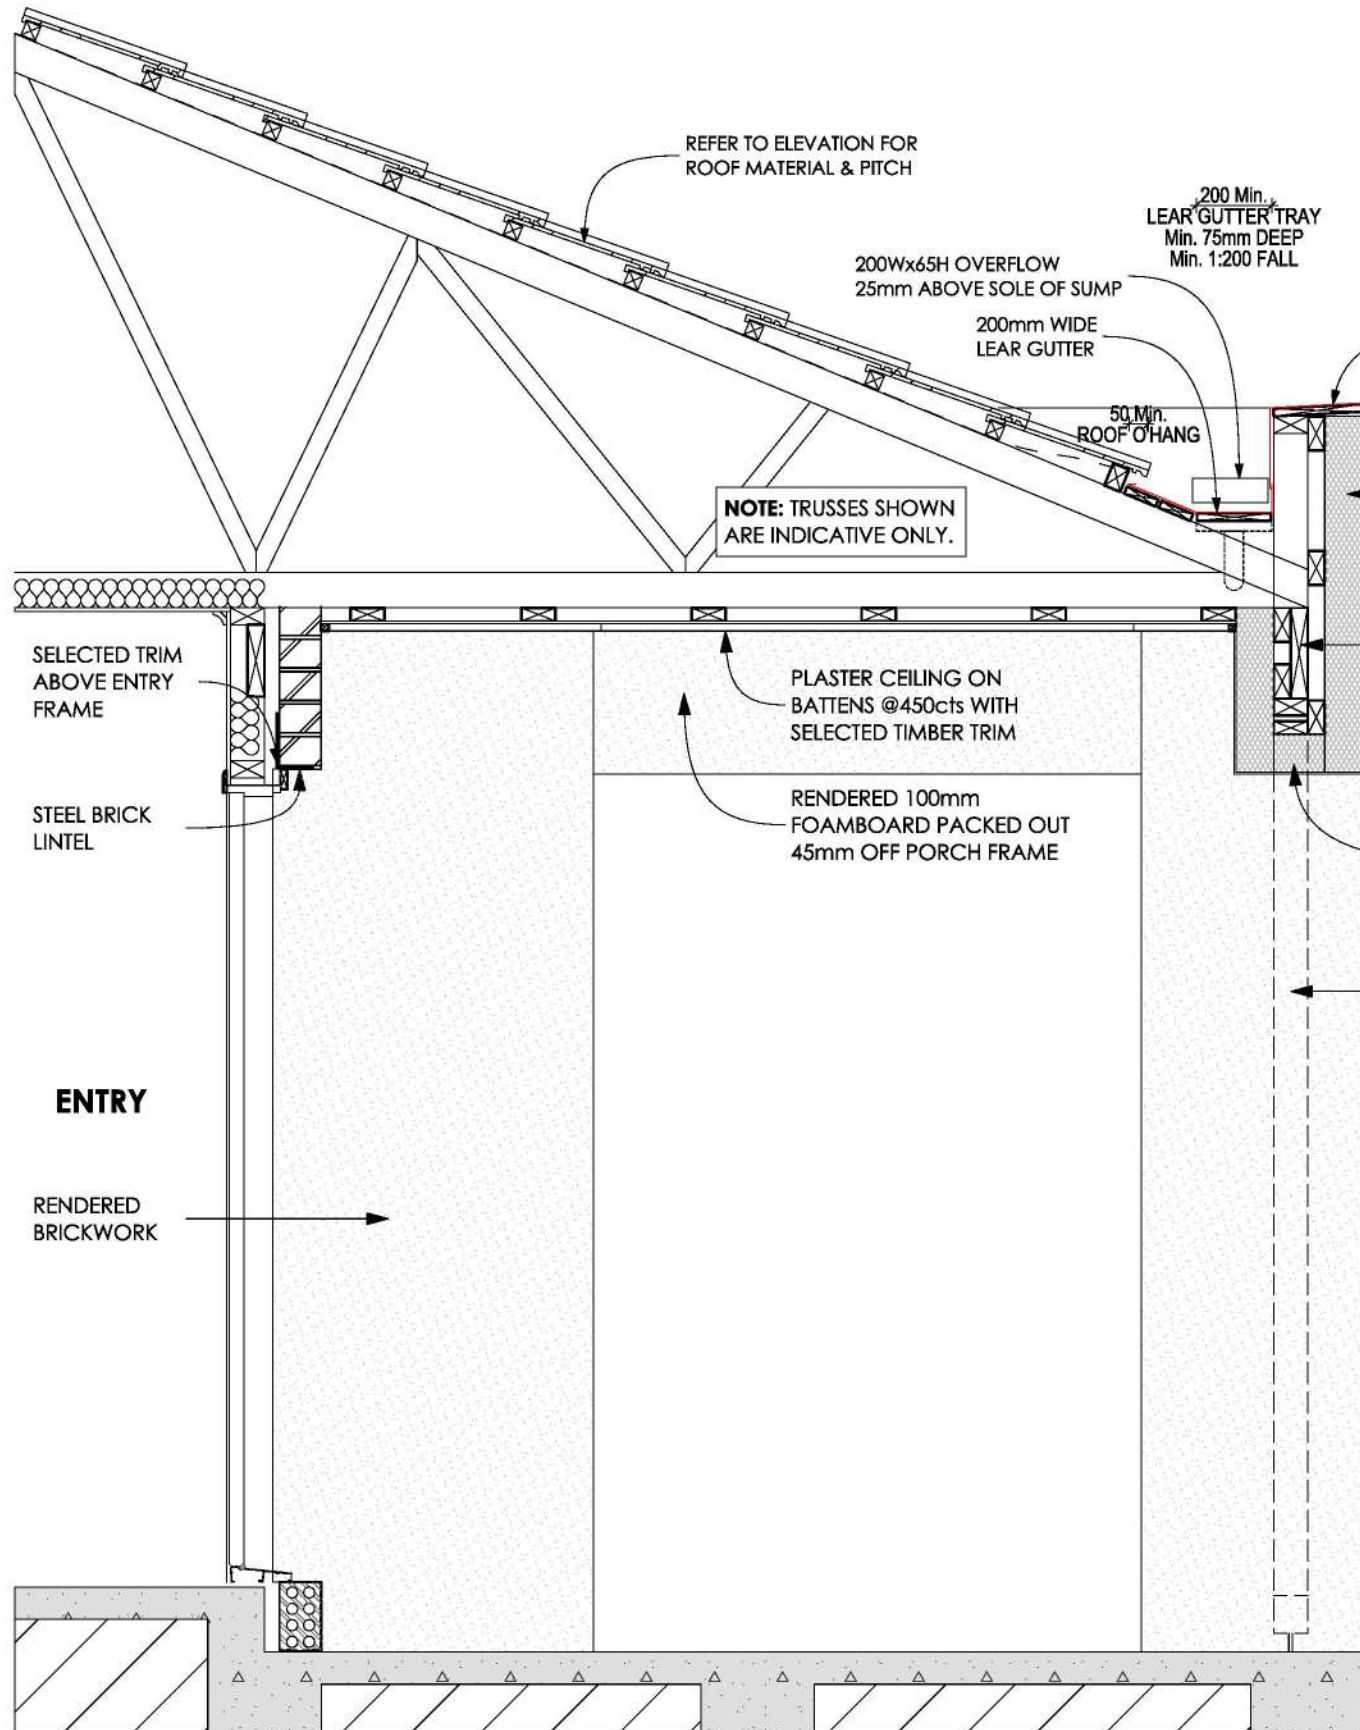 REFER TO ELEVATION FOR
ROOF MATERIAL & PITCH
200 Min.
LEAR GUTTER TRAY
Min. 75mm DEEP
Min. 1:200 FALL
200Wx65H OVERFLOW
25mm ABOVE SOLE OF SUMP
200mm WIDE
LEAR GUTTER
50 Min.
ROOF O'HANG
NOTE: TRUSSES SHOWN
ARE INDICATIVE ONLY.
SELECTED TRIM
ABOVE ENTRY
FRAME
PLASTER CEILING ON
BATTENS @450cts WITH
SELECTED TIMBER TRIM
STEEL BRICK
LINTEL
RENDERED 100mm
FOAMBOARD PACKED OUT
45mm OFF PORCH FRAME
ENTRY
RENDERED
BRICKWORK